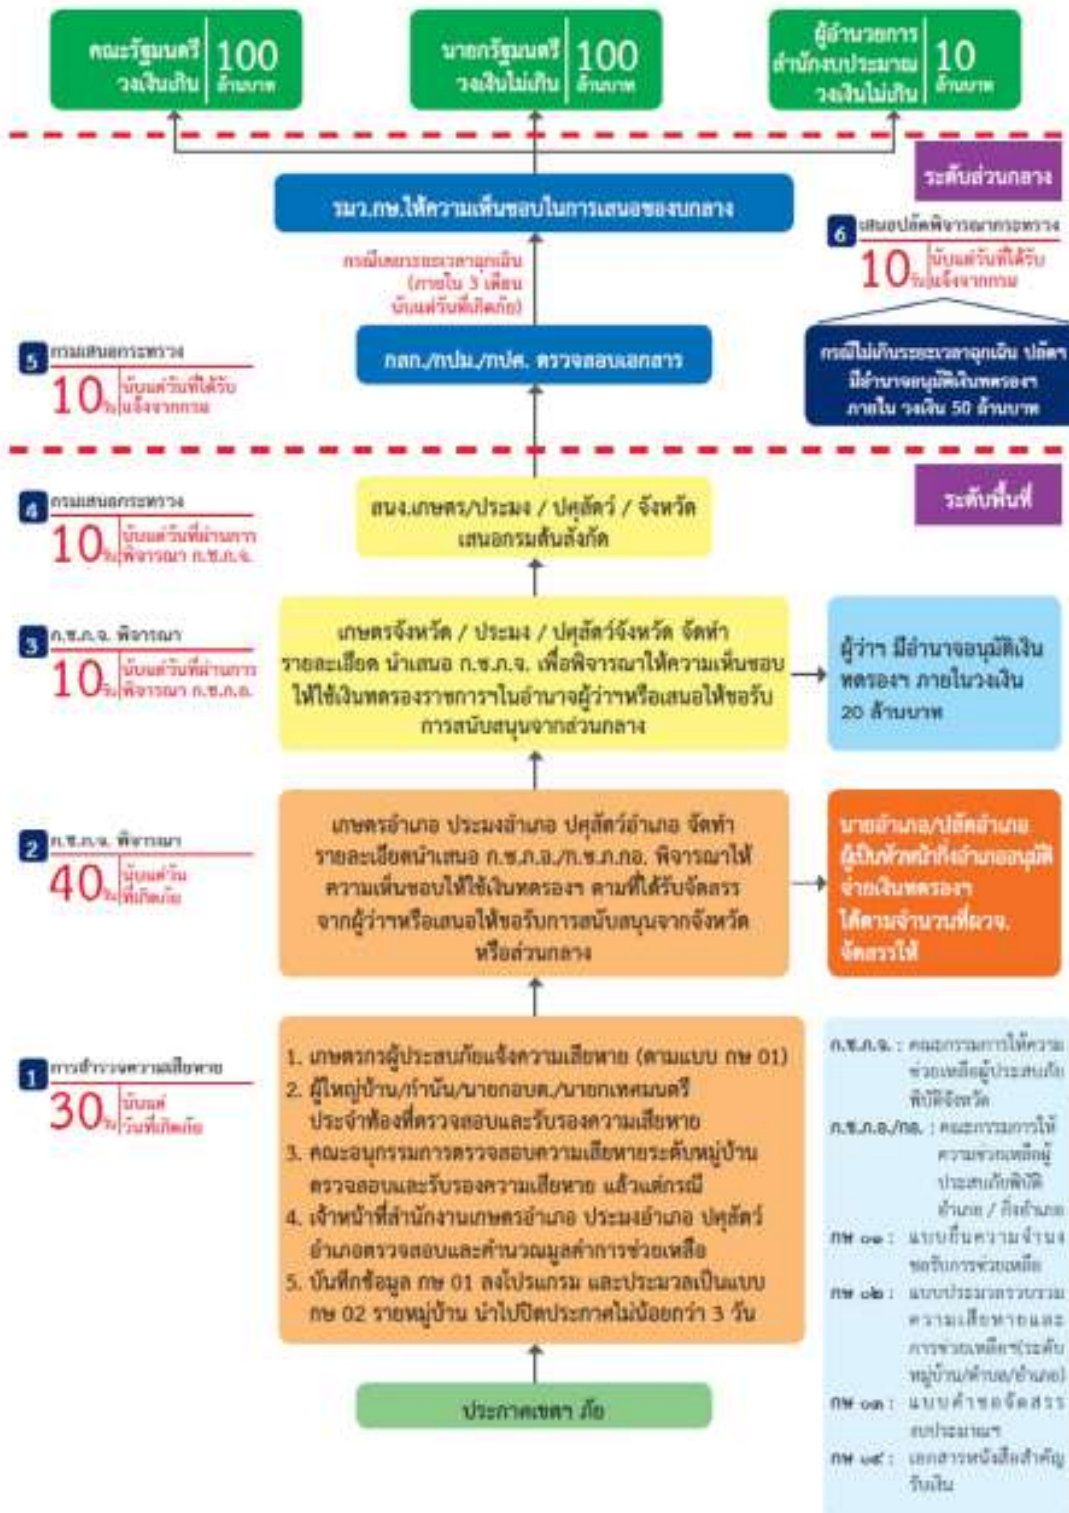 คณะรัฐมนตรี
วงเงินเกิน
100
ล้านบาท
นายกรัฐมนตรี
วงเงินไม่เกิน
100
ล้านบาท
ผู้อำนวยการ
สำนักงบประมาณ
วงเงินไม่เกิน
10
ล้านบาท
ระดับส่วนกลาง
รมว.กษ.ให้ความเห็นชอบในการเสนอของบกลาง
6 เสนอปลัดพิจารณากระทรวง
10 วัน
นับแต่วันที่ได้รับ
แจ้งจากกรม
กรณีเลยระยะเวลาฉุกเฉิน
(ภายใน 3 เดือน
นับแต่วันที่เกิดภัย)
กรณีไม่เกินระยะเวลาฉุกเฉิน ปลัดฯ
มีอำนาจอนุมัติเงินทดรองฯ
ภายใน วงเงิน 50 ล้านบาท
5 กรมเสนอกระทรวง
10 วัน
นับแต่วันที่ได้รับ
แจ้งจากกรม
กสก./กปม./กปศ. ตรวจสอบเอกสาร
ระดับพื้นที่
4 กรมเสนอกระทรวง
10 วัน
นับแต่วันที่ผ่านการ
พิจารณา ก.ช.ภ.จ.
สนง.เกษตร/ประมง / ปศุสัตว์ / จังหวัด
เสนอกรมต้นสังกัด
3 ก.ช.ภ.จ. พิจารณา
10 วัน
นับแต่วันที่ผ่านการ
พิจารณา ก.ช.ภ.อ.
เกษตรจังหวัด / ประมง / ปศุสัตว์จังหวัด จัดทำ
รายละเอียด นำเสนอ ก.ช.ภ.จ. เพื่อพิจารณาให้ความเห็นชอบ
ให้ใช้เงินทดรองราชการฯในอำนาจผู้ว่าฯหรือเสนอให้ขอรับ
การสนับสนุนจากส่วนกลาง
ผู้ว่าฯ มีอำนาจอนุมัติเงิน
ทดรองฯ ภายในวงเงิน
20 ล้านบาท
2 ก.ช.ภ.จ. พิจารณา
40 วัน
นับแต่วัน
ที่เกิดภัย
เกษตรอำเภอ ประมงอำเภอ ปศุสัตว์อำเภอ จัดทำ
รายละเอียดนำเสนอ ก.ช.ภ.อ./ก.ช.ภ.กอ. พิจารณาให้
ความเห็นชอบให้ใช้เงินทดรองฯ ตามที่ได้รับจัดสรร
จากผู้ว่าฯหรือเสนอให้ขอรับการสนับสนุนจากจังหวัด
หรือส่วนกลาง
นายอำเภอ/ปลัดอำเภอ
ผู้เป็นหัวหน้ากิ่งอำเภออนุมัติ
จ่ายเงินทดรองฯ
ได้ตามจำนวนที่ผวจ.
จัดสรรให้
1 การสำรวจความเสียหาย
30 วัน
นับแต่
วันที่เกิดภัย
1. เกษตรกรผู้ประสบภัยแจ้งความเสียหาย (ตามแบบ กษ 01)
2. ผู้ใหญ่บ้าน/กำนัน/นายกอบต./นายกเทศมนตรี
ประจำท้องที่ตรวจสอบและรับรองความเสียหาย
3. คณะอนุกรรมการตรวจสอบความเสียหายระดับหมู่บ้าน
ตรวจสอบและรับรองความเสียหาย แล้วแต่กรณี
4. เจ้าหน้าที่สำนักงานเกษตรอำเภอ ประมงอำเภอ ปศุสัตว์
อำเภอตรวจสอบและคำนวณมูลค่าการช่วยเหลือ
5. บันทึกข้อมูล กษ 01 ลงโปรแกรม และประมวลเป็นแบบ
กษ 02 รายหมู่บ้าน นำไปปิดประกาศไม่น้อยกว่า 3 วัน
ประกาศเขตฯ ภัย
ก.ช.ภ.จ. : คณะกรรมการให้ความ
ช่วยเหลือผู้ประสบภัย
พิบัติจังหวัด
ก.ช.ภ.อ./กอ. : คณะกรรมการให้
ความช่วยเหลือผู้
ประสบภัยพิบัติ
อำเภอ / กิ่งอำเภอ
กษ ๐๑ : แบบยื่นความจำนง
ขอรับการช่วยเหลือ
กษ ๐๒ : แบบประมวลรวบรวม
ความเสียหายและ
การช่วยเหลือฯ(ระดับ
หมู่บ้าน/ตำบล/อำเภอ)
กษ ๐๓ : แบบคำขอจัดสรร
งบประมาณฯ
กษ ๐๙ : เอกสารหนังสือสำคัญ
รับเงิน